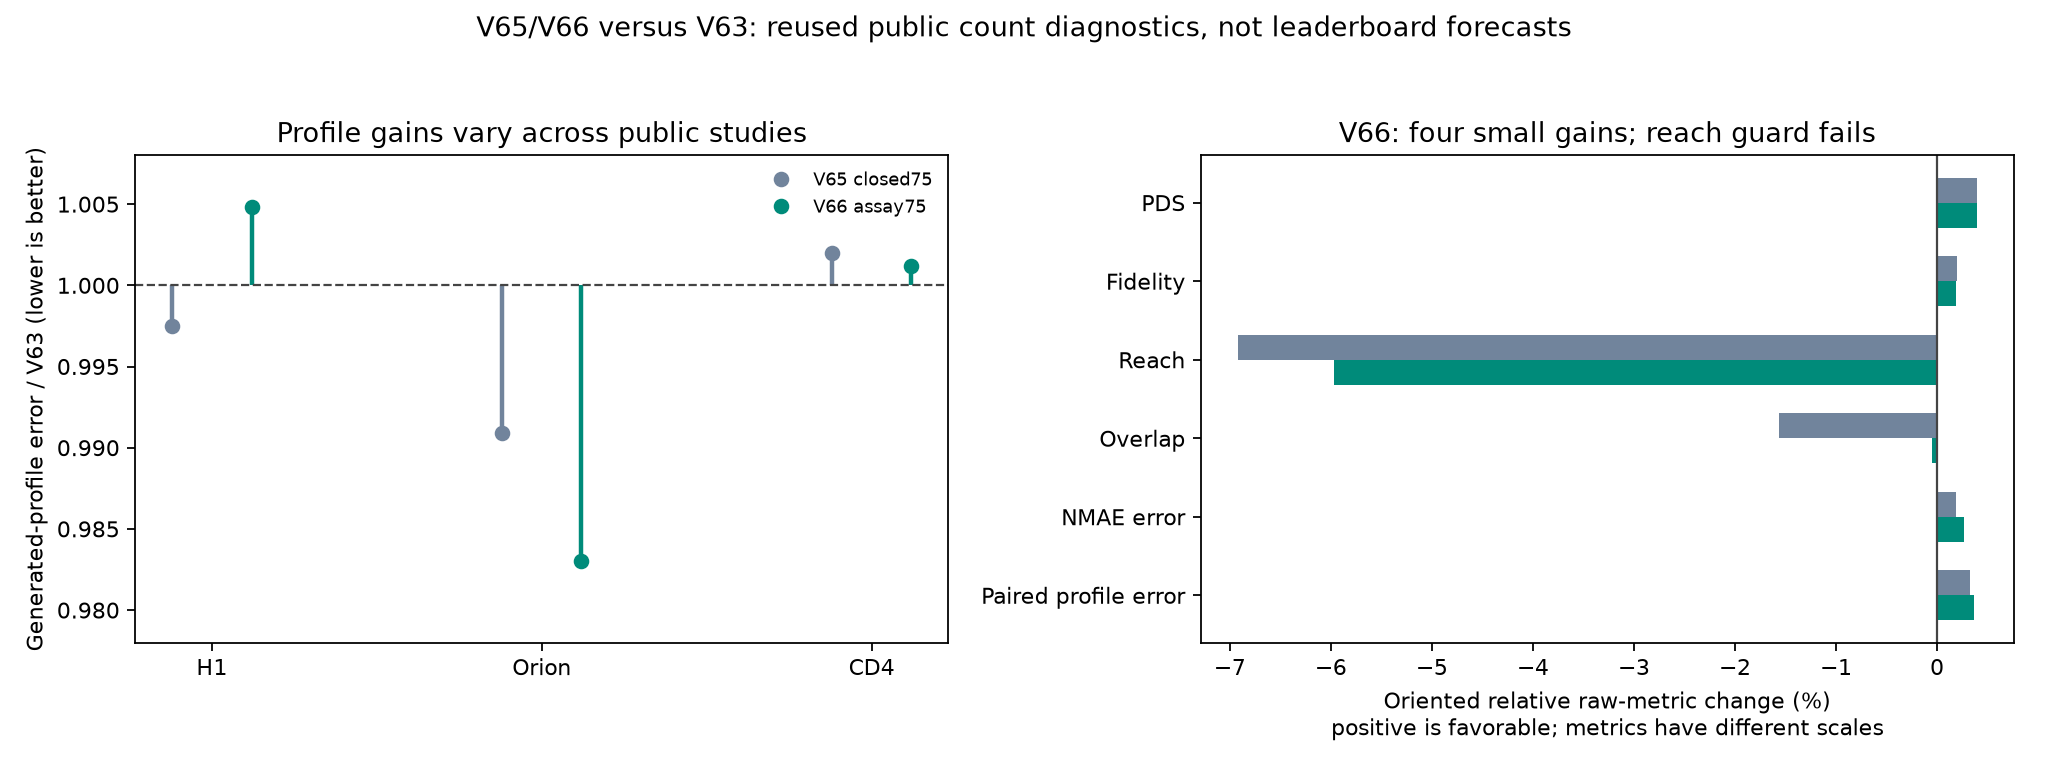 V65/V66 versus V63: reused public count diagnostics, not leaderboard forecasts
Profile gains vary across public studies
Generated-profile error / V63 (lower is better)
1.005
1.000
0.995
0.990
0.985
0.980
V65 closed75
V66 assay75
H1
Orion
CD4
V66: four small gains; reach guard fails
PDS
Fidelity
Reach
Overlap
NMAE error
Paired profile error
−7
−6
−5
−4
−3
−2
−1
0
Oriented relative raw-metric change (%)
positive is favorable; metrics have different scales